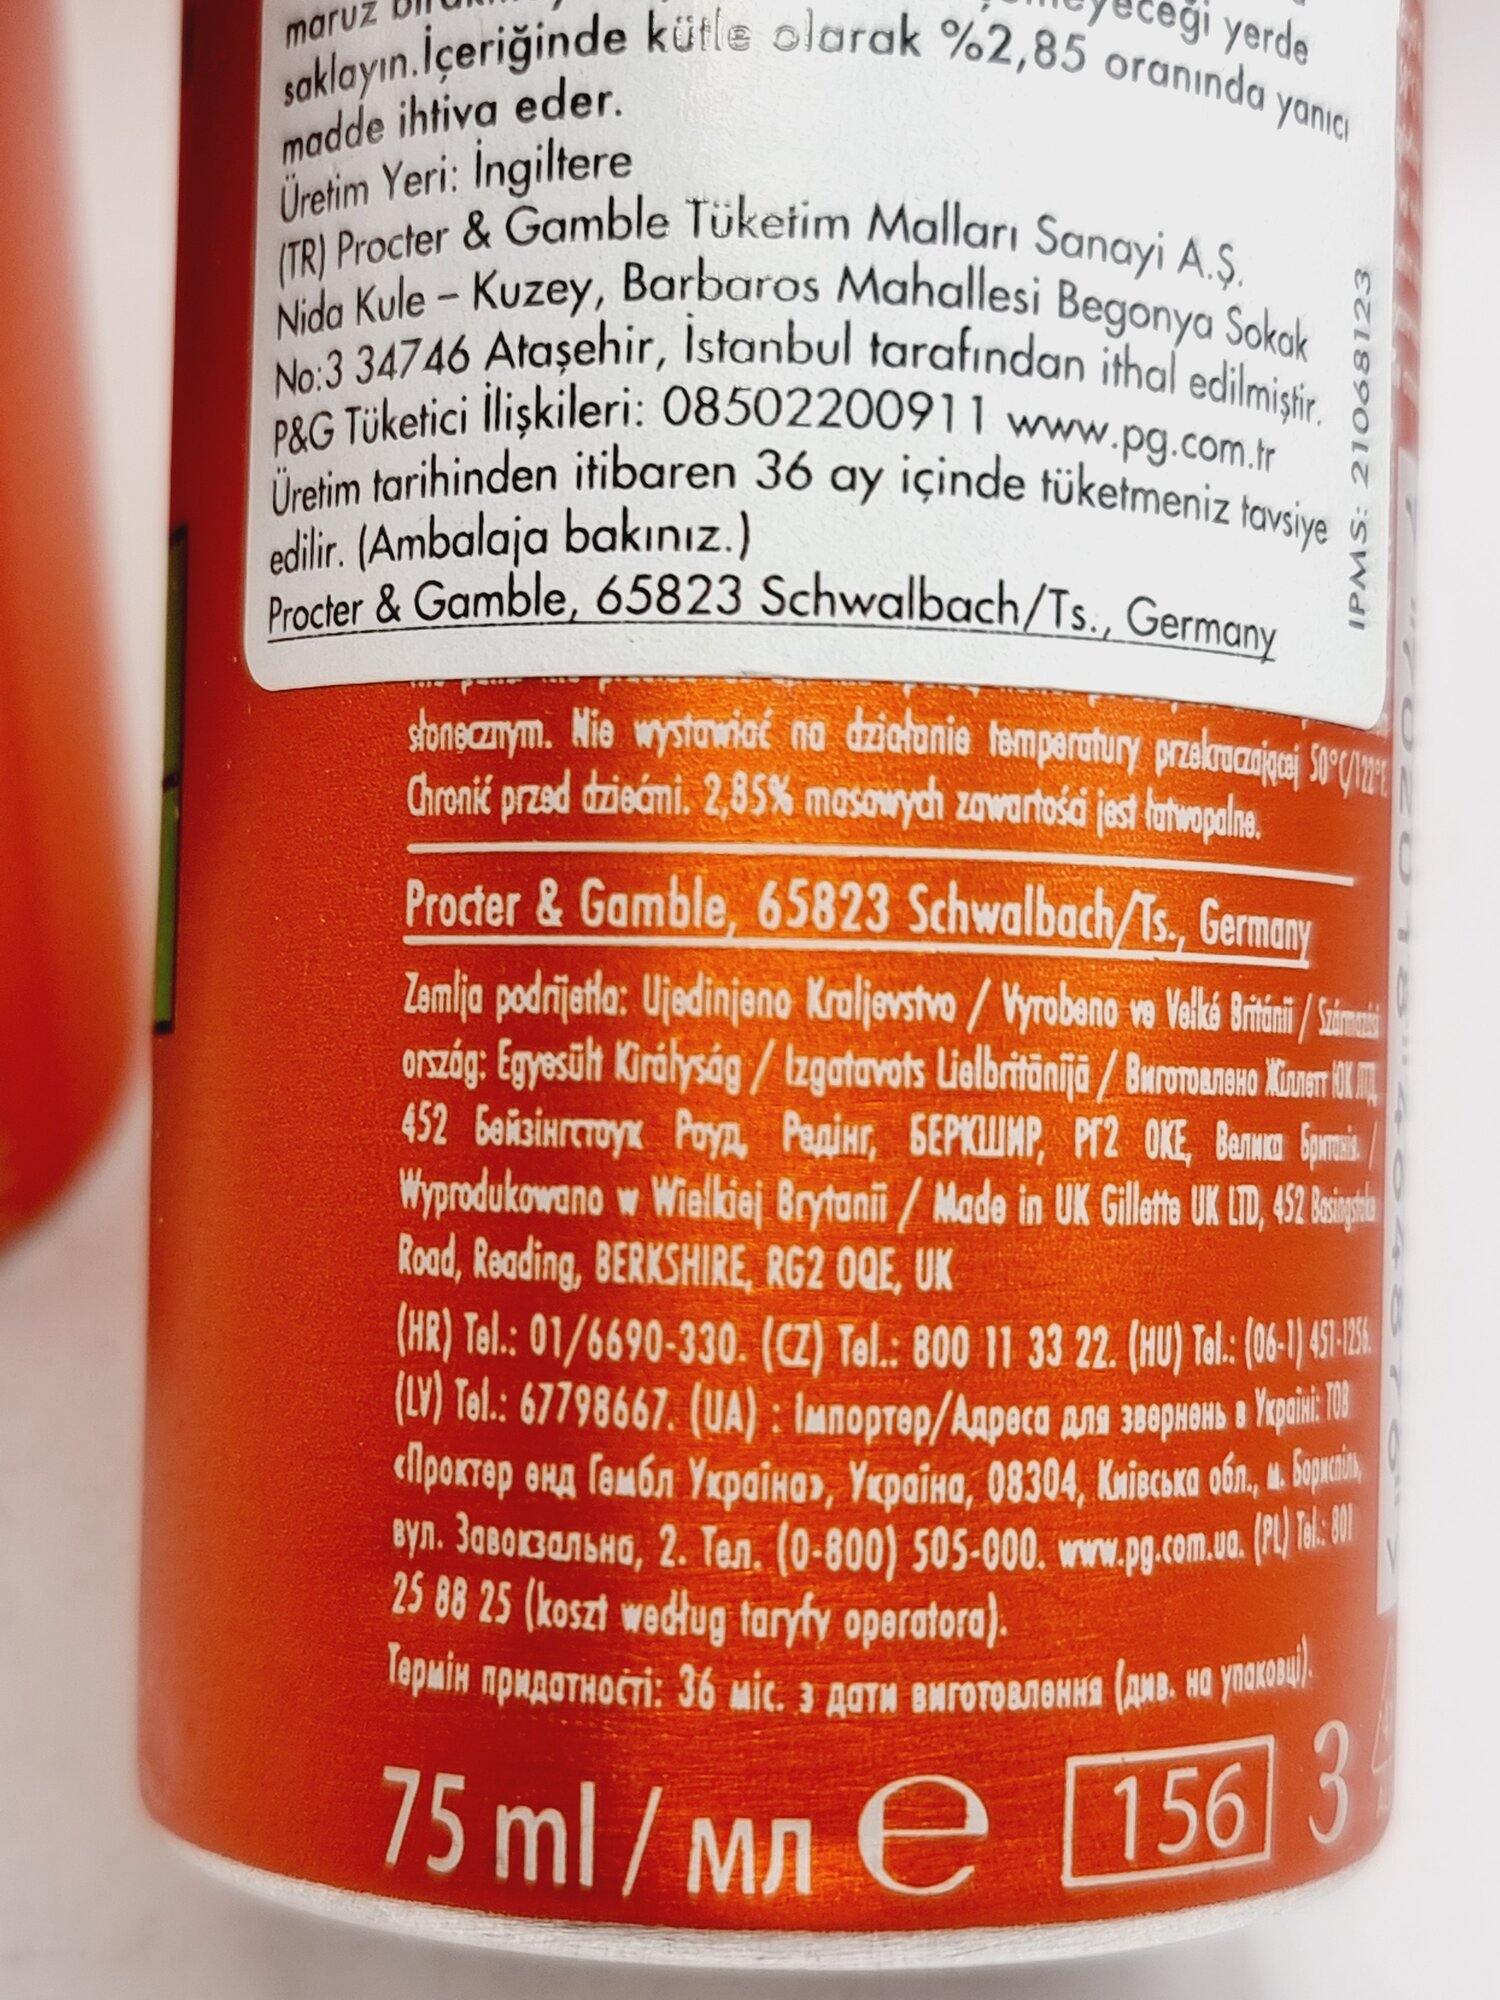 maruz
yeceği yerde
saklayın.İçeriğinde kütle olarak %2,85 oranında yanıcı
madde ihtiva eder.
Üretim Yeri: İngiltere
(TR) Procter & Gamble Tüketim Malları Sanayi A.Ş.
Nida Kule – Kuzey, Barbaros Mahallesi Begonya Sokak
No:3 34746 Ataşehir, İstanbul tarafından ithal edilmiştir.
P&G Tüketici İlişkileri: 08502200911 www.pg.com.tr
Üretim tarihinden itibaren 36 ay içinde tüketmeniz tavsiye
edilir. (Ambalaja bakınız.)
Procter & Gamble, 65823 Schwalbach/Ts., Germany
IPMS: 21068123
słonecznym. Nie wystawiać na działanie temperatury przekraczającej 50°C/122°F.
Chronić przed dziećmi. 2,85% masowych zawartości jest łatwopalne.
Procter & Gamble, 65823 Schwalbach/Ts., Germany
Zemlja podrijetla: Ujedinjeno Kraljevstvo / Vyrobeno ve Velké Británii / Származási
ország: Egyesült Királyság / Izgatavots Lielbritānijā / Виготовлено Жіллетт ЮК ЛТД,
452 Бейзінгстоук Роуд, Редінг, БЕРКШИР, РГ2 ОКЕ, Велика Британія. /
Wyprodukowano w Wielkiej Brytanii / Made in UK Gillette UK LTD, 452 Basingstoke
Road, Reading, BERKSHIRE, RG2 0QE, UK
(HR) Tel.: 01/6690-330. (CZ) Tel.: 800 11 33 22. (HU) Tel.: (06-1) 451-1256.
(LV) Tel.: 67798667. (UA) : Імпортер/Адреса для звернень в Україні: ТОВ
«Проктер енд Гембл Україна», Україна, 08304, Київська обл., м. Бориспіль,
вул. Завокзальна, 2. Тел. (0-800) 505-000. www.pg.com.ua. (PL) Tel.: 801
25 88 25 (koszt według taryfy operatora).
Термін придатності: 36 міс. з дати виготовлення (див. на упаковці).
75 ml / мл e 156 3